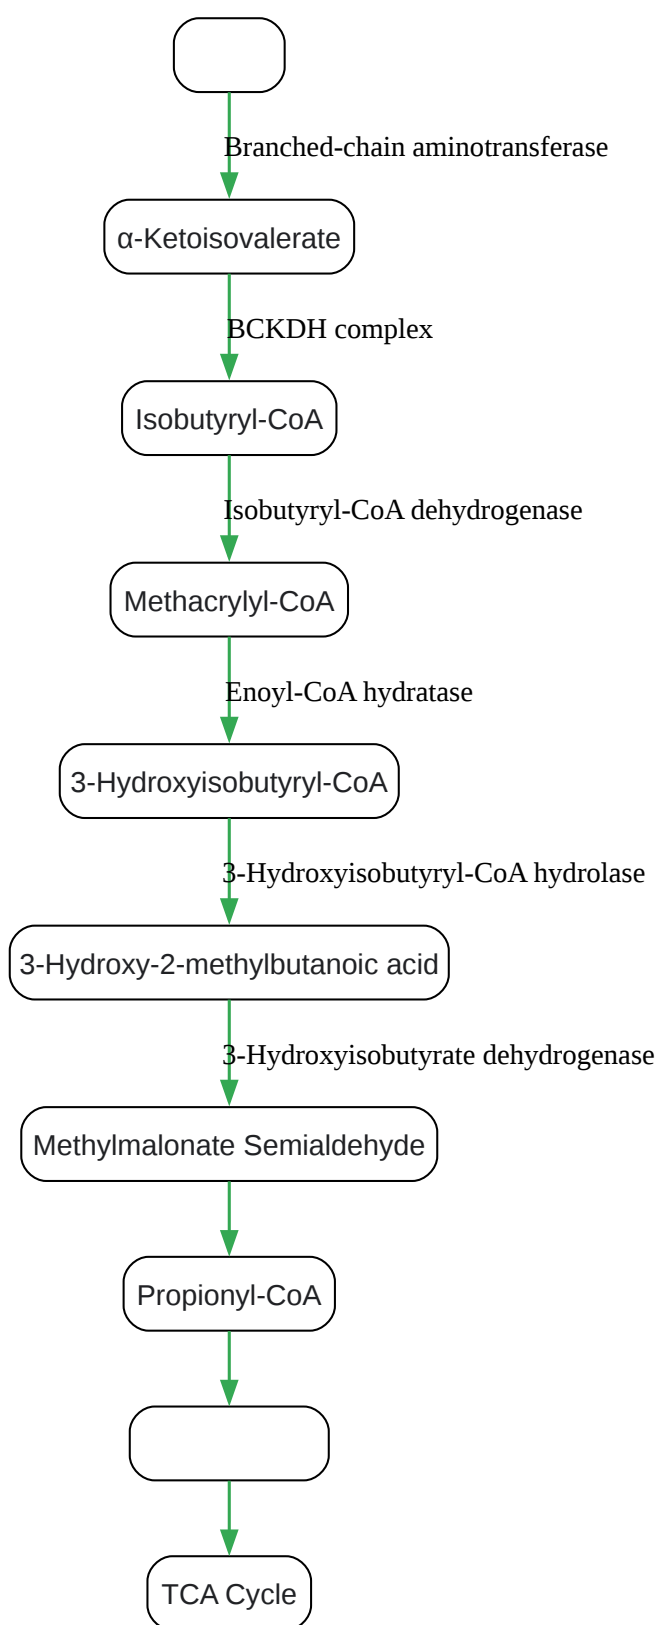 Branched-chain aminotransferase
α-Ketoisovalerate
BCKDH complex
Isobutyryl-CoA
Isobutyryl-CoA dehydrogenase
Methacrylyl-CoA
Enoyl-CoA hydratase
3-Hydroxyisobutyryl-CoA
3-Hydroxyisobutyryl-CoA hydrolase
3-Hydroxy-2-methylbutanoic acid
3-Hydroxyisobutyrate dehydrogenase
Methylmalonate Semialdehyde
Propionyl-CoA
TCA Cycle